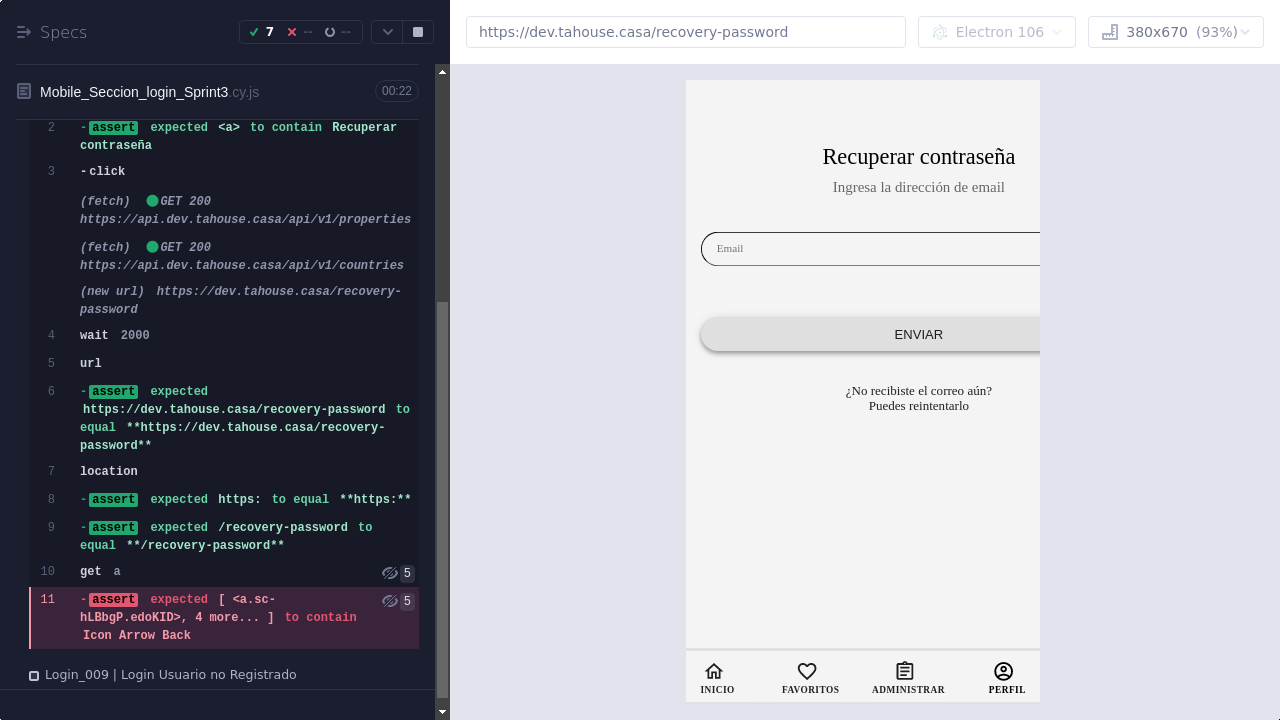 Specs
7
--
--
Mobile_Seccion_login_Sprint3.cy.js
00:22
2 -assert expected <a> to contain Recuperar
contraseña
3 -click
(fetch) GET 200
https://api.dev.tahouse.casa/api/v1/properties
(fetch) GET 200
https://api.dev.tahouse.casa/api/v1/countries
(new url) https://dev.tahouse.casa/recovery-
password
4 wait 2000
5 url
6 -assert expected
https://dev.tahouse.casa/recovery-password to
equal **https://dev.tahouse.casa/recovery-
password**
7 location
8 -assert expected https: to equal **https:**
9 -assert expected /recovery-password to
equal **/recovery-password**
10 get a 5
11 -assert expected [ <a.sc- 5
hLBbgP.edoKID>, 4 more... ] to contain
Icon Arrow Back
Login_009 | Login Usuario no Registrado
https://dev.tahouse.casa/recovery-password
Electron 106
380x670 (93%)
Recuperar contraseña
Ingresa la dirección de email
Email
ENVIAR
¿No recibiste el correo aún?
Puedes reintentarlo
INICIO
FAVORITOS
ADMINISTRAR
PERFIL